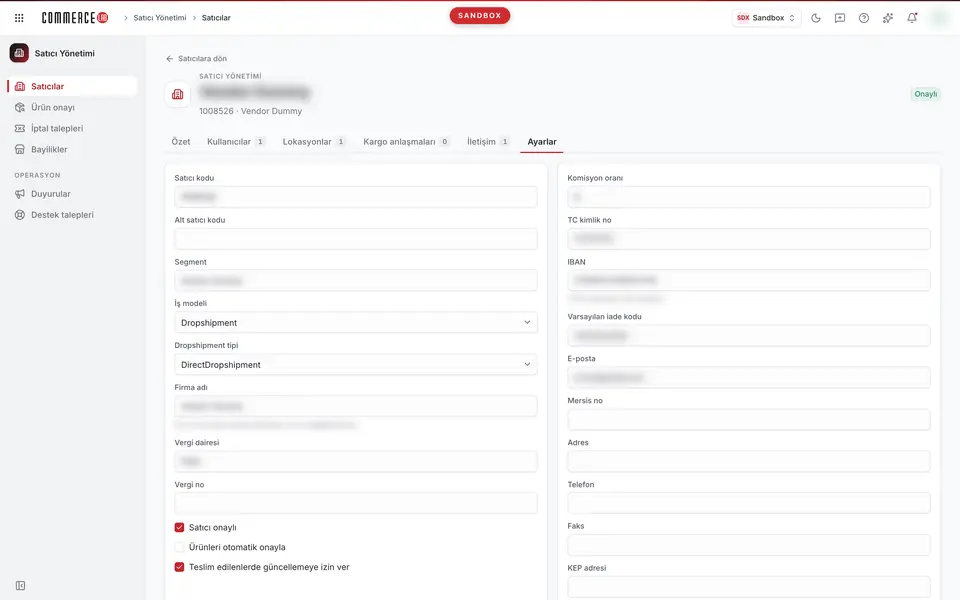 COMMERCE LAB
Satıcı Yönetimi
Satıcılar
SANDBOX
SDX Sandbox
Satıcı Yönetimi
Satıcılar
Ürün onayı
İptal talepleri
Bayilikler
OPERASYON
Duyurular
Destek talepleri
Satıcılara dön
SATICI YÖNETİMİ
1008526 · Vendor Dummy
Onaylı
Özet
Kullanıcılar 1
Lokasyonlar 1
Kargo anlaşmaları 0
İletişim 1
Ayarlar
Satıcı kodu
Alt satıcı kodu
Segment
İş modeli
Dropshipment
Dropshipment tipi
DirectDropshipment
Firma adı
Vergi dairesi
Vergi no
Satıcı onaylı
Ürünleri otomatik onayla
Teslim edilenlerde güncellemeye izin ver
Komisyon oranı
TC kimlik no
IBAN
Varsayılan iade kodu
E-posta
Mersis no
Adres
Telefon
Faks
KEP adresi